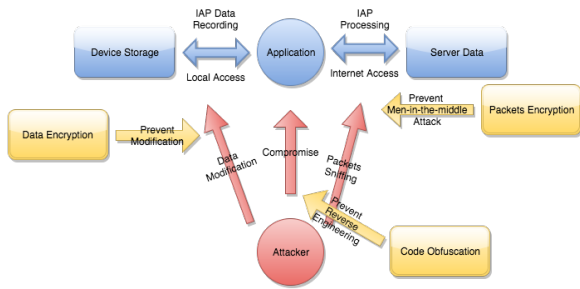 IAP Data
Recording
IAP
Processing
Device Storage
Application
Server Data
Local Access
Internet Access
Data Encryption
Prevent
Modification
Prevent
Men-in-the-middle
Attack
Packets Encryption
Data
Modification
Compromise
Packets
Sniffing
Prevent
Reverse
Engineering
Attacker
Code Obfuscation